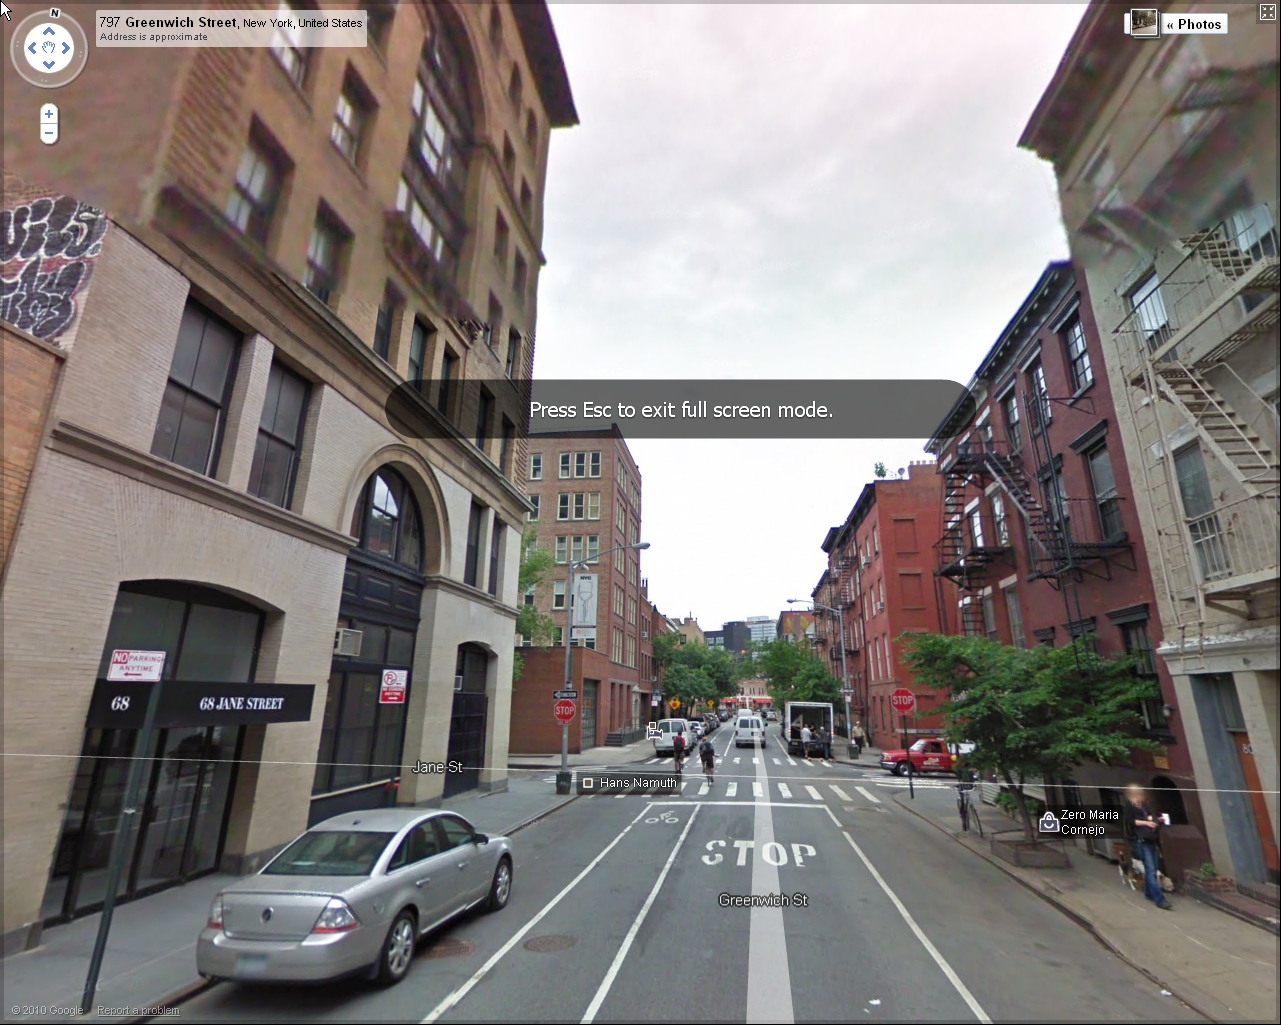 N
797 Greenwich Street, New York, United States
Address is approximate
« Photos
+
−
Press Esc to exit full screen mode.
NYC
NO PARKING
ANYTIME
68
68 JANE STREET
STOP
STOP
Jane St
Hans Namuth
Zero Maria
Cornejo
STOP
Greenwich St
© 2010 Google
Report a problem